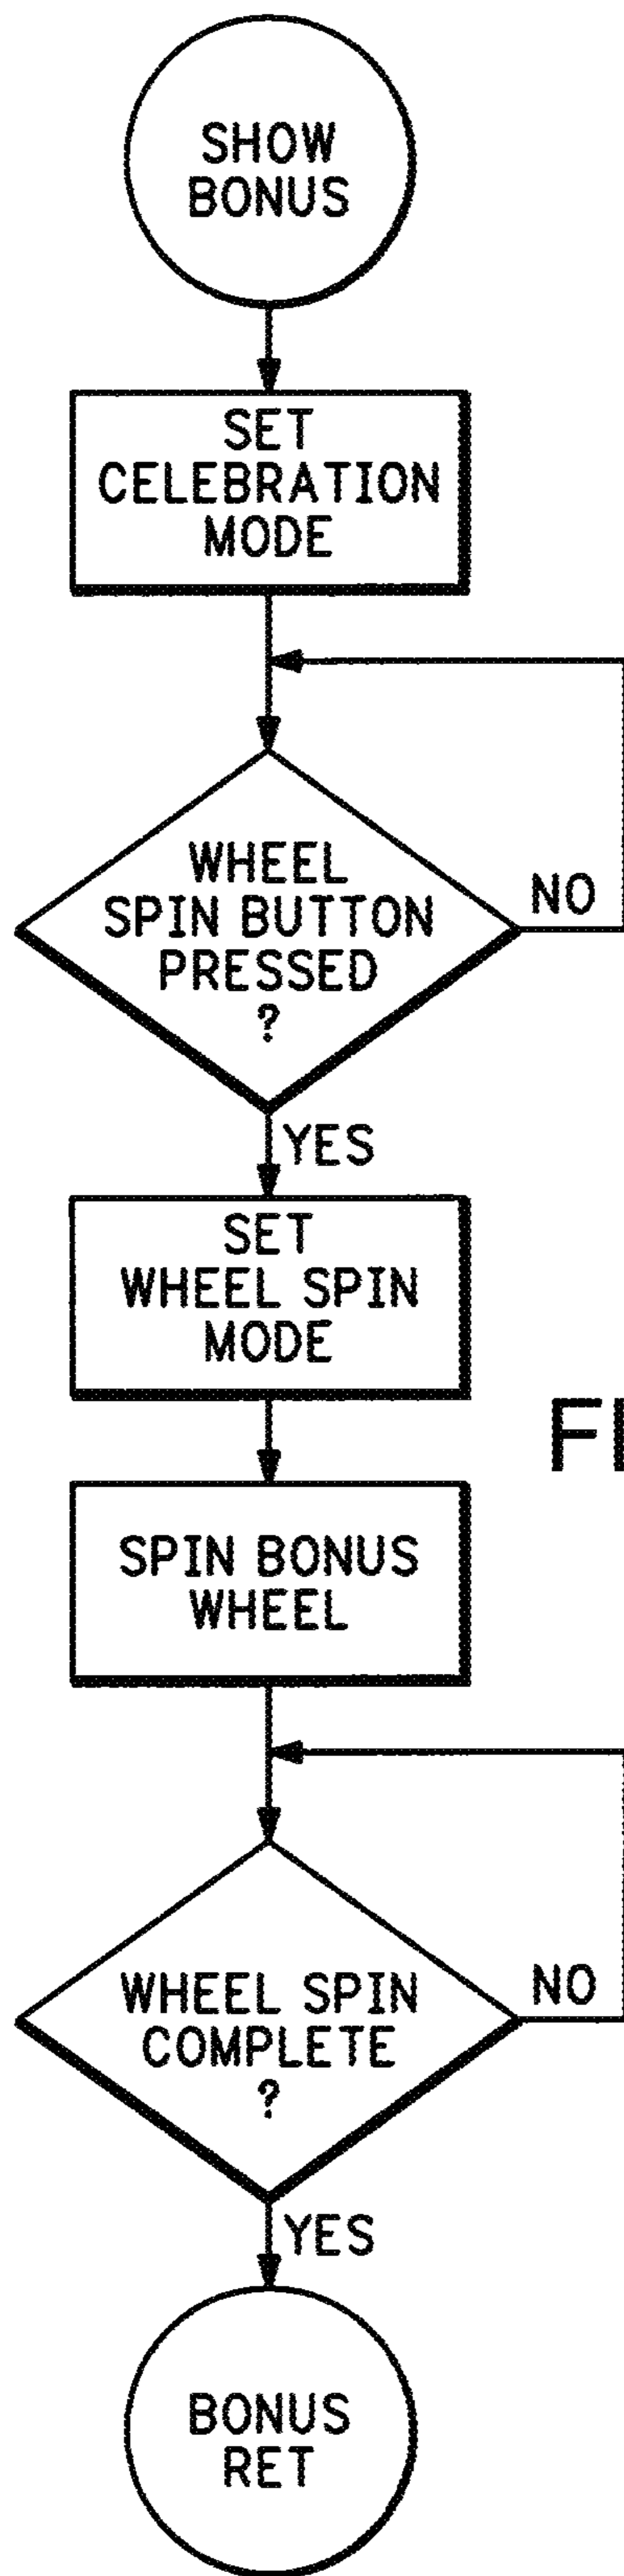 SHOW
BONUS
SET
CELEBRATION
MODE
WHEEL
SPIN BUTTON
PRESSED
?
NO
YES
SET
WHEEL SPIN
MODE
SPIN BONUS
WHEEL
WHEEL SPIN
COMPLETE
?
NO
YES
BONUS
RET